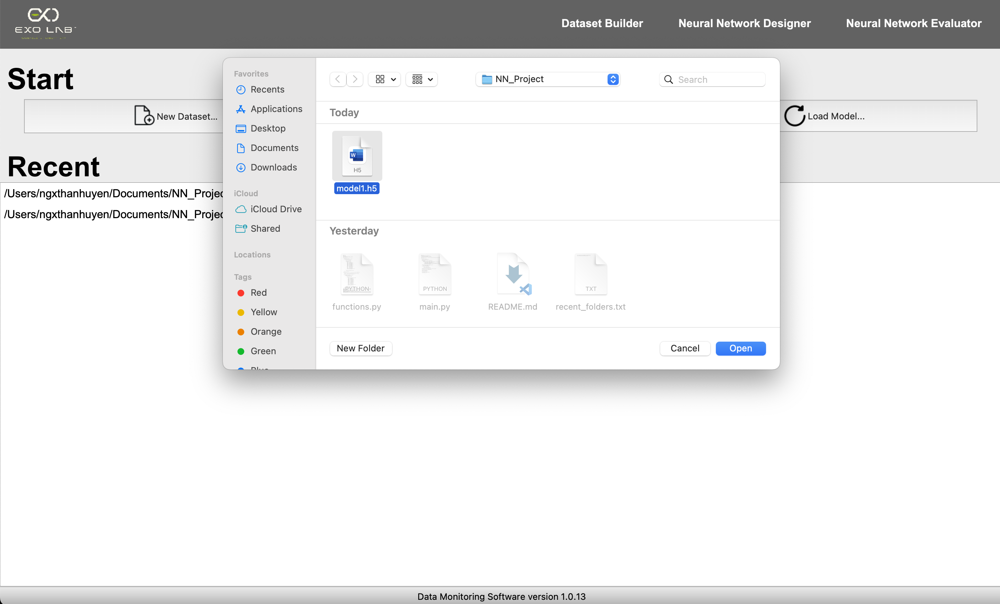 EXO LAB
Dataset Builder
Neural Network Designer
Neural Network Evaluator
Start
New Dataset...
Load Model...
Recent
/Users/ngxthanhuyen/Documents/NN_Projec
/Users/ngxthanhuyen/Documents/NN_Projec
Favorites
Recents
Applications
Desktop
Documents
Downloads
iCloud
iCloud Drive
Shared
Locations
Tags
Red
Yellow
Orange
Green
Blue
NN_Project
Search
Today
W
H5
model1.h5
Yesterday
PYTHON
functions.py
PYTHON
main.py
README.md
TXT
recent_folders.txt
New Folder
Cancel
Open
Data Monitoring Software version 1.0.13